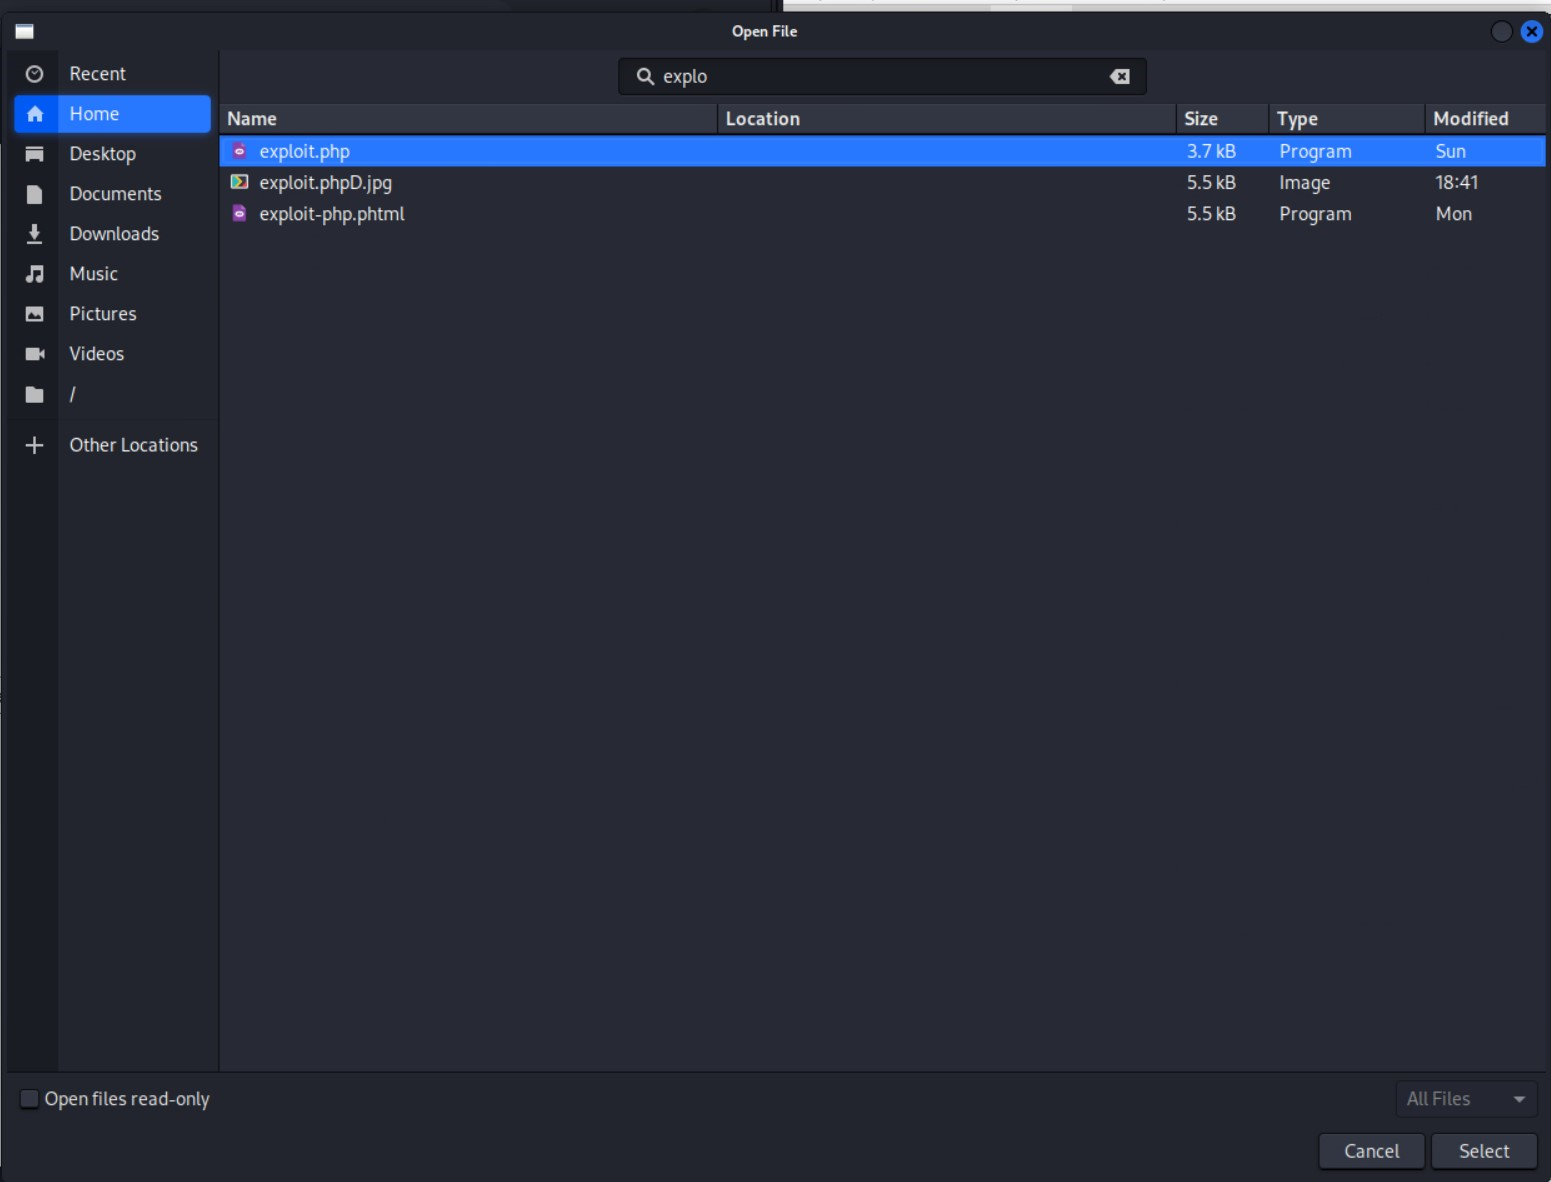 Open File
Recent
Home
Desktop
Documents
Downloads
Music
Pictures
Videos
/
Other Locations
explo
Name Location Size Type Modified
exploit.php 3.7 kB Program Sun
exploit.phpD.jpg 5.5 kB Image 18:41
exploit-php.phtml 5.5 kB Program Mon
Open files read-only
All Files
Cancel Select